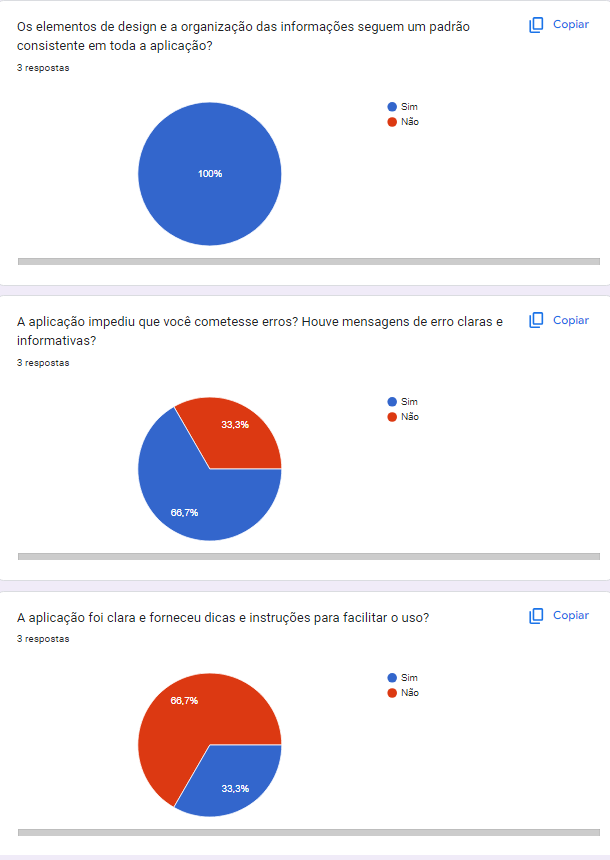 Os elementos de design e a organização das informações seguem um padrão
consistente em toda a aplicação?
Copiar
3 respostas
Sim
Não
100%
A aplicação impediu que você cometesse erros? Houve mensagens de erro claras e
informativas?
Copiar
3 respostas
Sim
Não
33,3%
66,7%
A aplicação foi clara e forneceu dicas e instruções para facilitar o uso?
Copiar
3 respostas
Sim
Não
66,7%
33,3%